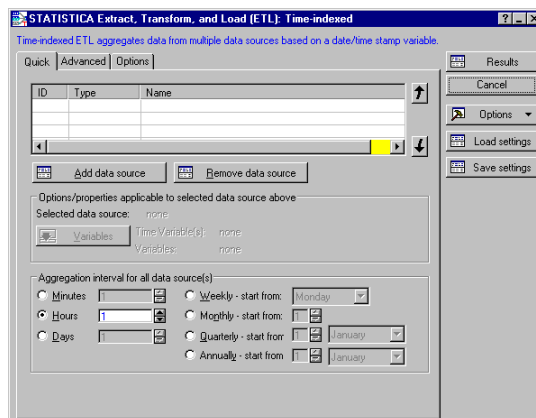 STATISTICA Extract, Transform, and Load (ETL): Time-indexed
Time-indexed ETL aggregates data from multiple data sources based on a date/time stamp variable.
Quick Advanced Options
ID Type Name
Add data source Remove data source
Options/properties applicable to selected data source above
Selected data source: none
Variables Time Variable(s): none
Variables: none
Aggregation interval for all data source(s)
Minutes 1 Weekly - start from: Monday
Hours 1 Monthly - start from: 1
Days 1 Quarterly - start from 1 January
Annually - start from 1 January
Results
Cancel
Options
Load settings
Save settings